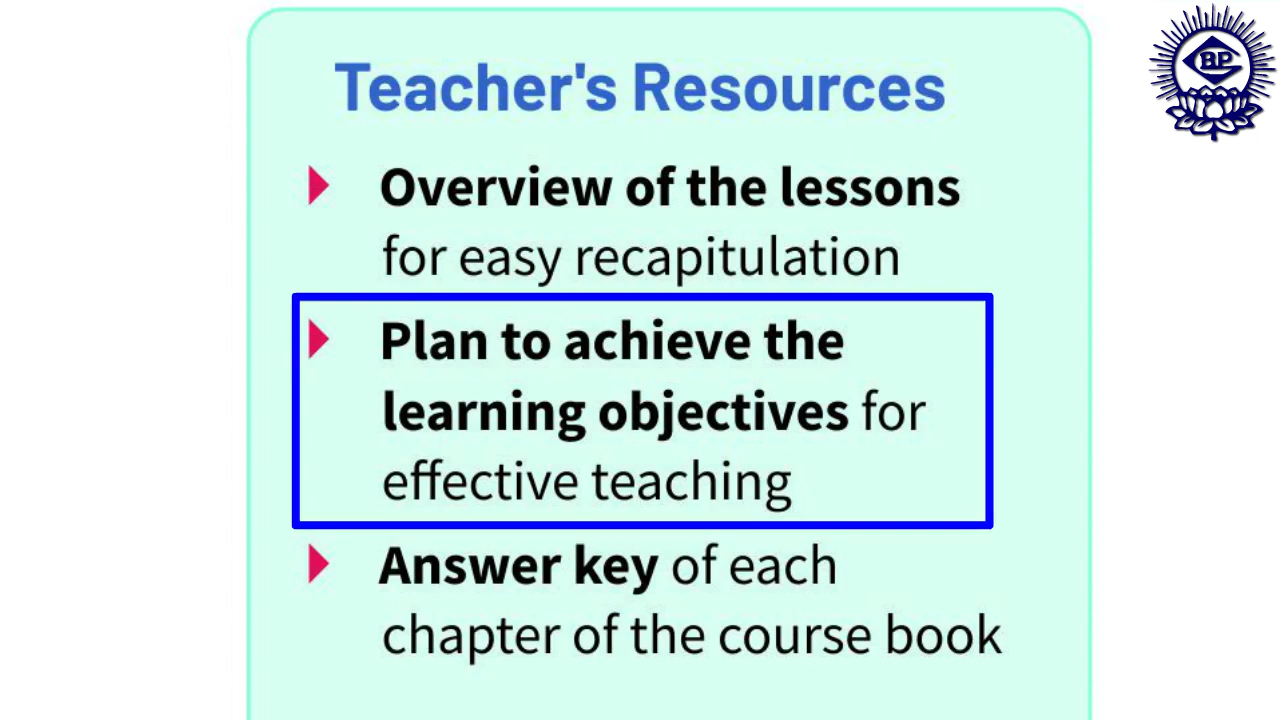 BP
Teacher's Resources
Overview of the lessons
for easy recapitulation
Plan to achieve the
learning objectives for
effective teaching
Answer key of each
chapter of the course book